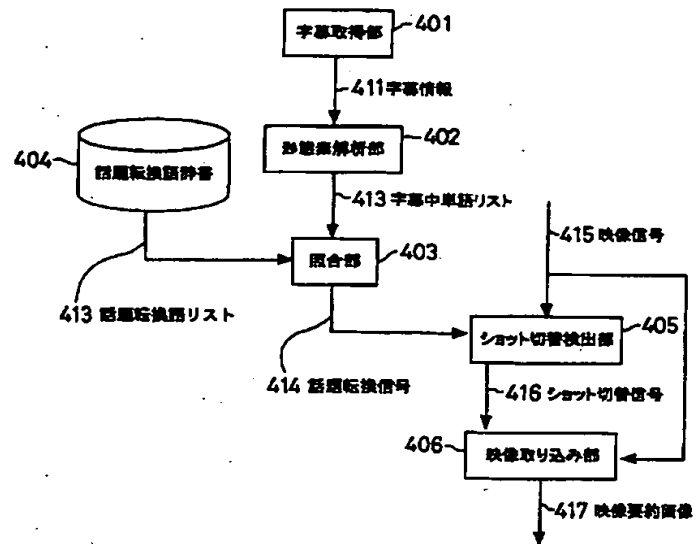 字幕取得部 401
411 字幕情報
404 話題転換語辞書
形態素解析部 402
413 字幕中単語リスト
415 映像信号
照合部 403
413 話題転換語リスト
ショット切替検出部 405
414 話題転換信号
416 ショット切替信号
406 映像取り込み部
417 映像要約画像